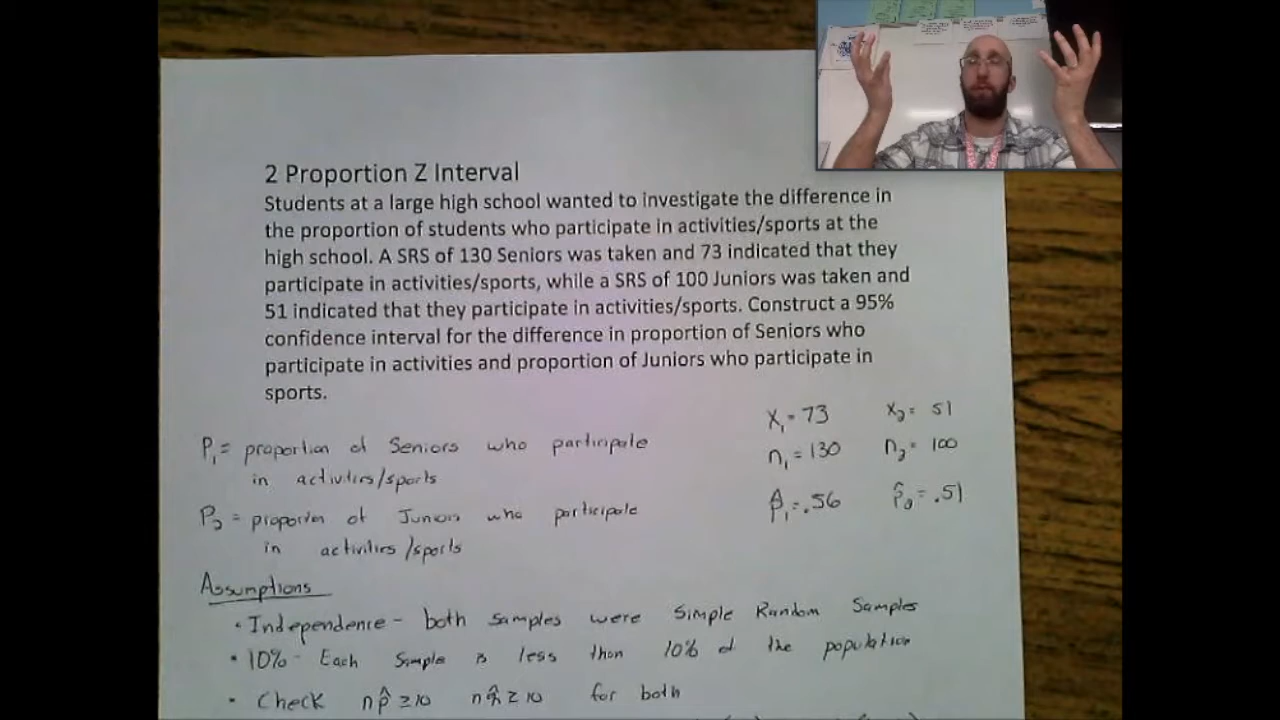 2 Proportion Z Interval
Students at a large high school wanted to investigate the difference in
the proportion of students who participate in activities/sports at the
high school. A SRS of 130 Seniors was taken and 73 indicated that they
participate in activities/sports, while a SRS of 100 Juniors was taken and
51 indicated that they participate in activities/sports. Construct a 95%
confidence interval for the difference in proportion of Seniors who
participate in activities and proportion of Juniors who participate in
sports.
x₁ = 73 x₂ = 51
n₁ = 130 n₂ = 100
p̂₁ = .56 p̂₂ = .51
P₁ = proportion of Seniors who participate
in activities/sports
P₂ = proportion of Juniors who participate
in activities/sports
Assumptions
• Independence - both samples were Simple Random Samples
• 10% - Each Simple is less than 10% of the population
• Check np̂ ≥ 10 nq̂ ≥ 10 for both